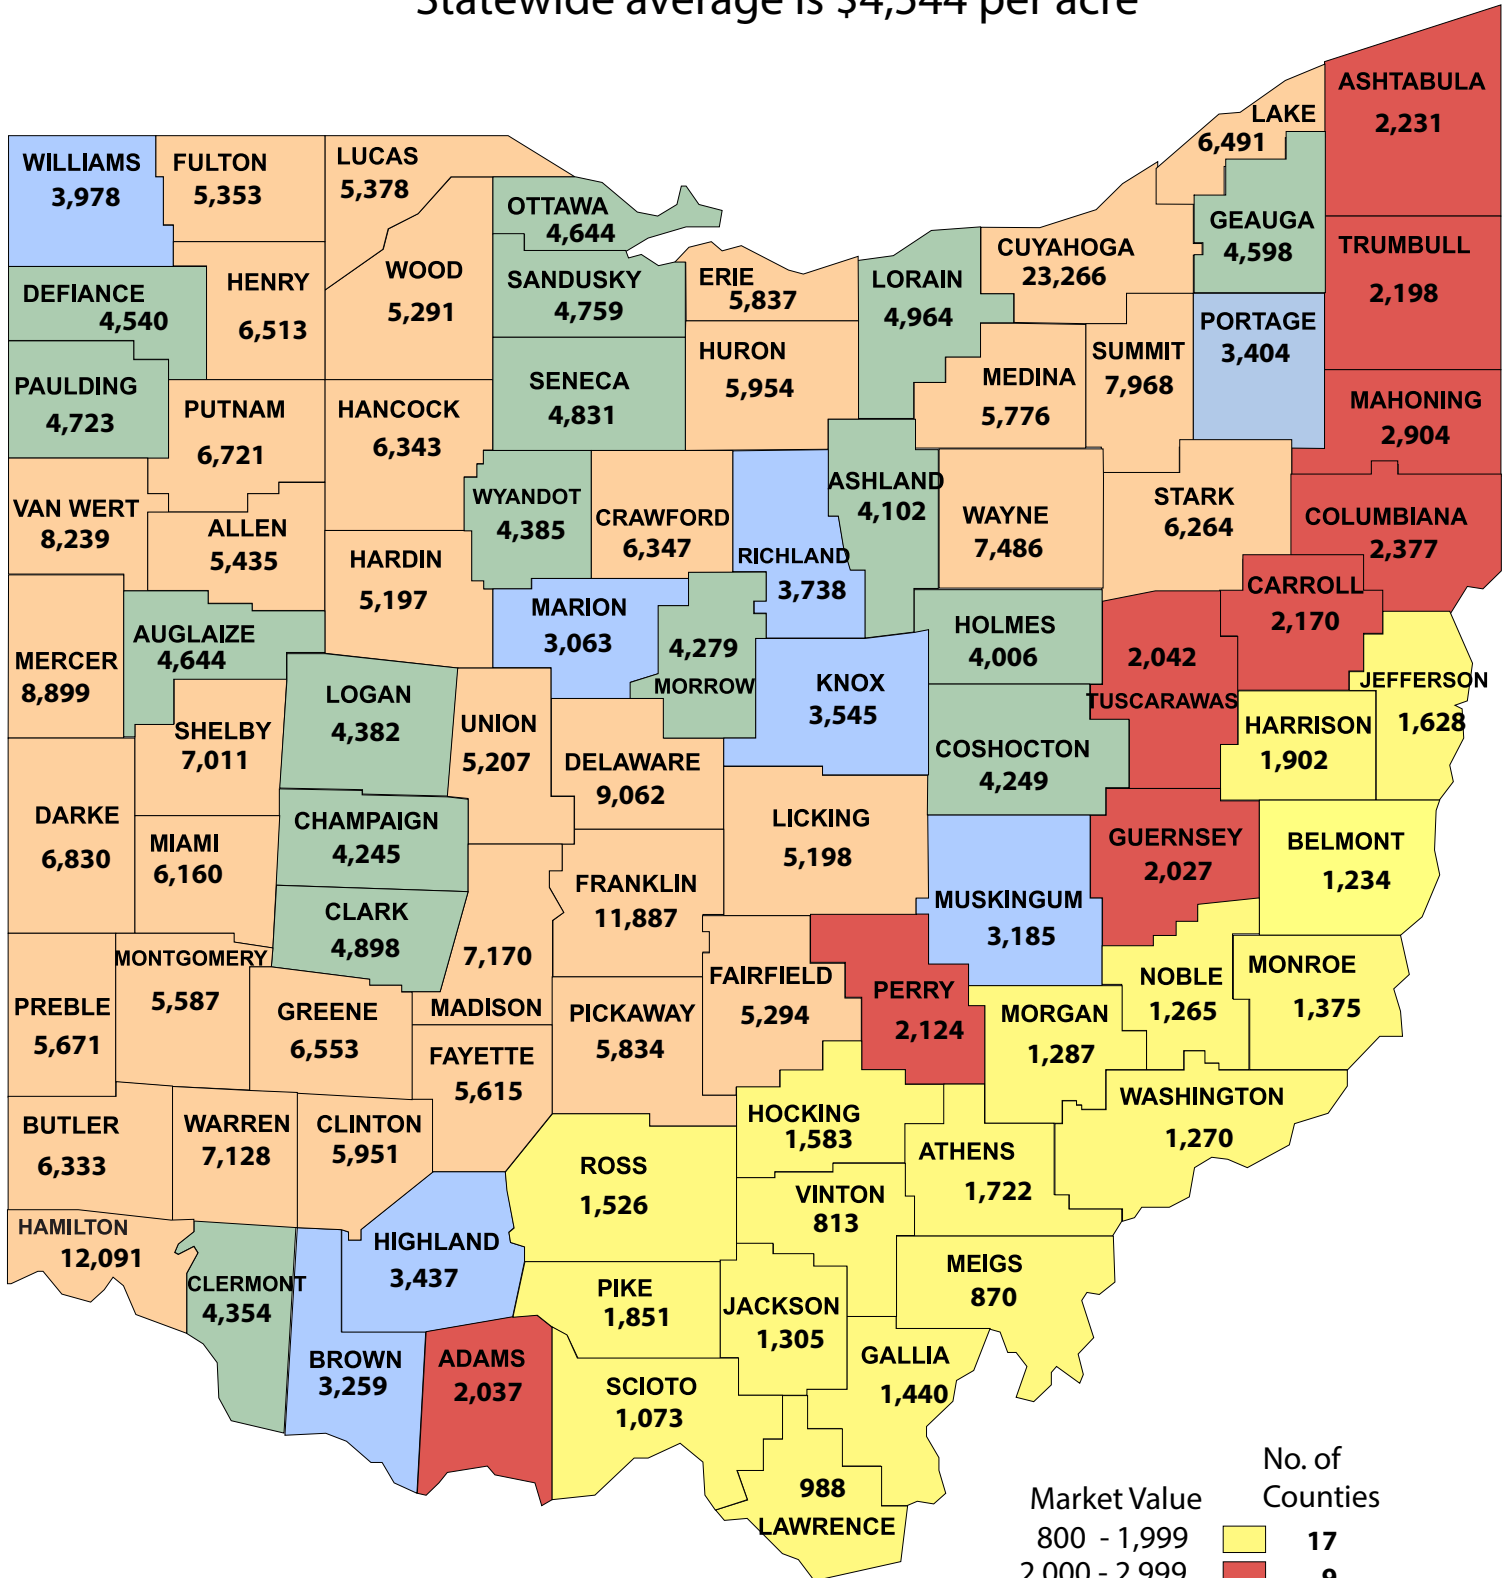 Statewide average is $4,544 per acre
ASHTABULA
2,231
LAKE
6,491
WILLIAMS
3,978
FULTON
5,353
LUCAS
5,378
OTTAWA
4,644
GEAUGA
4,598
CUYAHOGA
23,266
TRUMBULL
2,198
WOOD
5,291
HENRY
6,513
SANDUSKY
4,759
ERIE
5,837
LORAIN
4,964
DEFIANCE
4,540
PORTAGE
3,404
SUMMIT
7,968
HURON
5,954
MEDINA
5,776
PAULDING
4,723
SENECA
4,831
MAHONING
2,904
PUTNAM
6,721
HANCOCK
6,343
VAN WERT
8,239
WYANDOT
4,385
CRAWFORD
6,347
ASHLAND
4,102
WAYNE
7,486
STARK
6,264
COLUMBIANA
2,377
ALLEN
5,435
HARDIN
5,197
RICHLAND
3,738
CARROLL
2,170
MARION
3,063
HOLMES
4,006
AUGLAIZE
4,644
4,279
MORROW
2,042
TUSCARAWAS
MERCER
8,899
LOGAN
4,382
KNOX
3,545
JEFFERSON
1,628
SHELBY
7,011
UNION
5,207
HARRISON
1,902
DELAWARE
9,062
COSHOCTON
4,249
DARKE
6,830
CHAMPAIGN
4,245
LICKING
5,198
GUERNSEY
2,027
BELMONT
1,234
MIAMI
6,160
FRANKLIN
11,887
MUSKINGUM
3,185
CLARK
4,898
7,170
MADISON
MONTGOMERY
5,587
FAIRFIELD
5,294
PERRY
2,124
NOBLE
1,265
MONROE
1,375
PREBLE
5,671
GREENE
6,553
PICKAWAY
5,834
MORGAN
1,287
FAYETTE
5,615
WASHINGTON
1,270
BUTLER
6,333
WARREN
7,128
CLINTON
5,951
HOCKING
1,583
ROSS
1,526
ATHENS
1,722
VINTON
813
HAMILTON
12,091
HIGHLAND
3,437
CLERMONT
4,354
MEIGS
870
PIKE
1,851
JACKSON
1,305
BROWN
3,259
ADAMS
2,037
GALLIA
1,440
SCIOTO
1,073
988
LAWRENCE
No. of
Market Value Counties
800 - 1,999 17
2,000 - 2,999 9